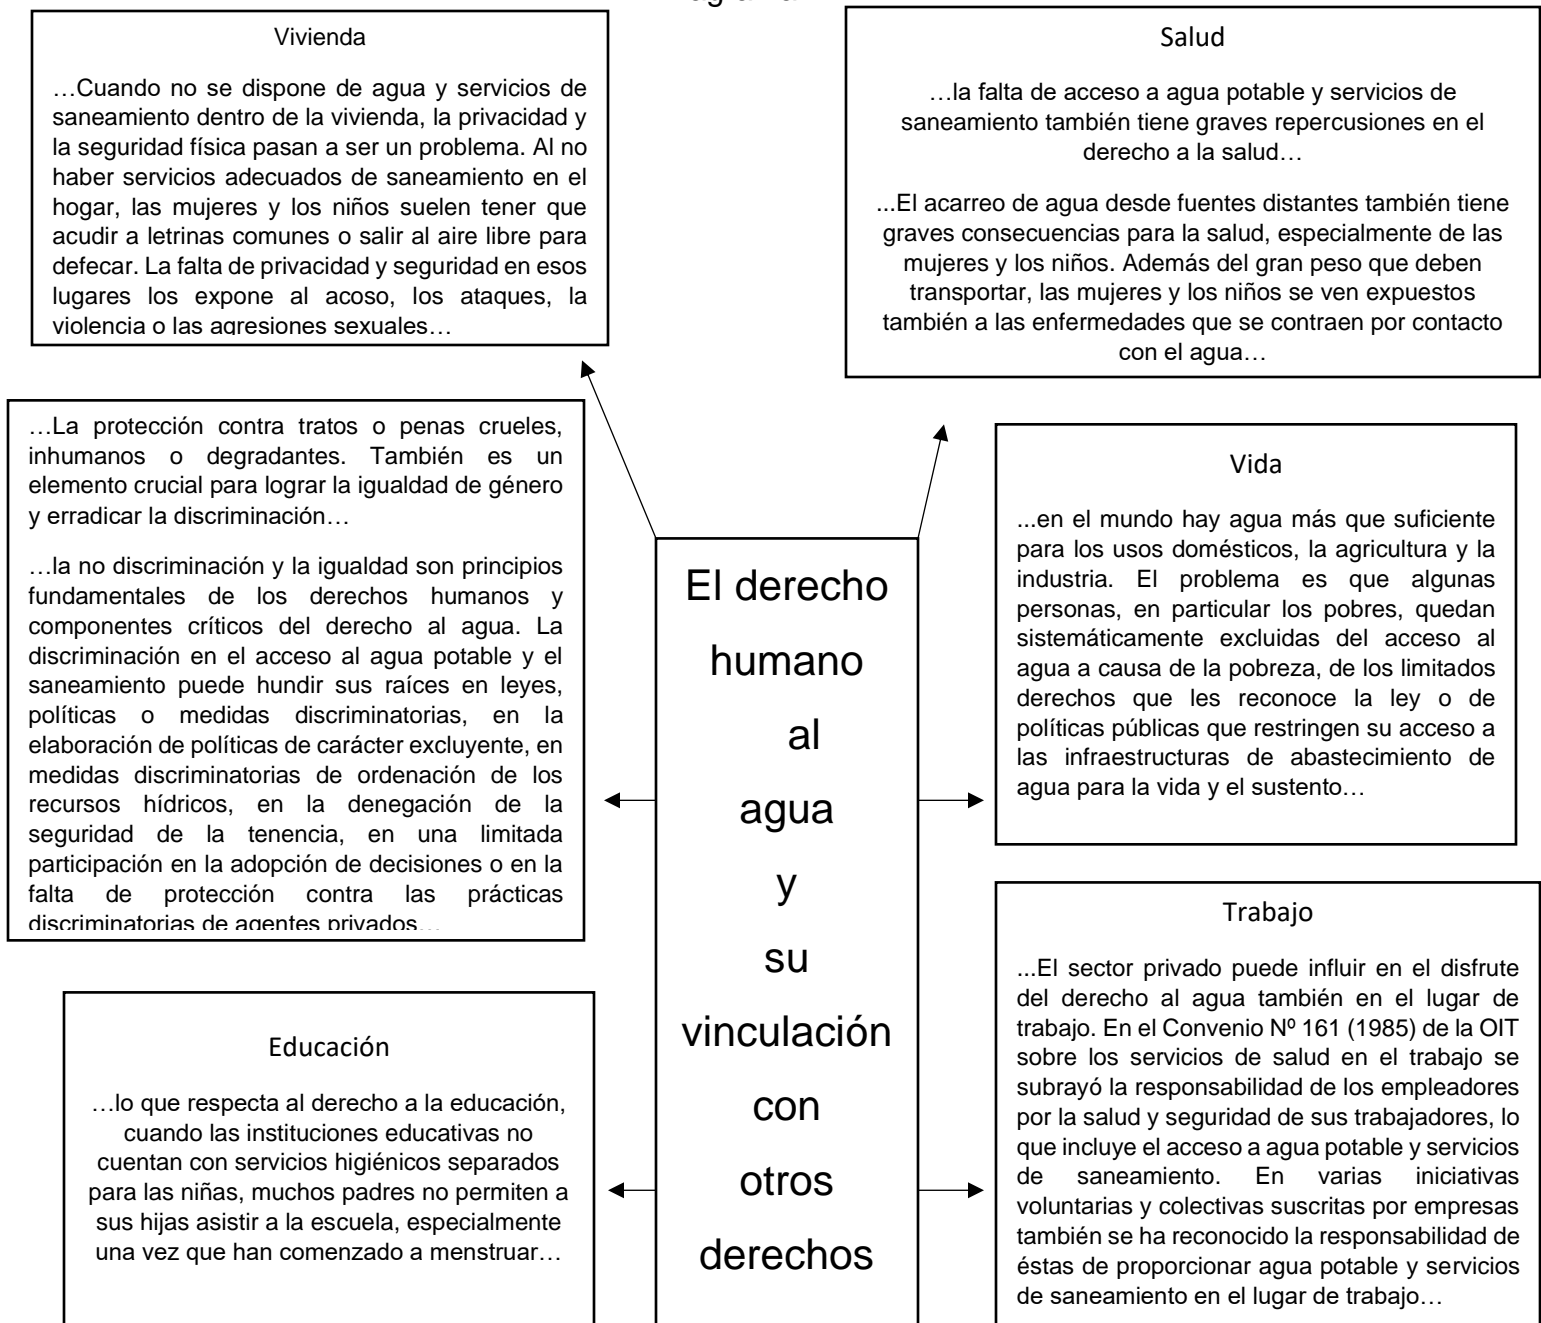 Vivienda
…Cuando no se dispone de agua y servicios de
saneamiento dentro de la vivienda, la privacidad y
la seguridad física pasan a ser un problema. Al no
haber servicios adecuados de saneamiento en el
hogar, las mujeres y los niños suelen tener que
acudir a letrinas comunes o salir al aire libre para
defecar. La falta de privacidad y seguridad en esos
lugares los expone al acoso, los ataques, la
violencia o las agresiones sexuales…
Salud
…la falta de acceso a agua potable y servicios de
saneamiento también tiene graves repercusiones en el
derecho a la salud…
...El acarreo de agua desde fuentes distantes también tiene
graves consecuencias para la salud, especialmente de las
mujeres y los niños. Además del gran peso que deben
transportar, las mujeres y los niños se ven expuestos
también a las enfermedades que se contraen por contacto
con el agua…
…La protección contra tratos o penas crueles,
inhumanos o degradantes. También es un
elemento crucial para lograr la igualdad de género
y erradicar la discriminación…
…la no discriminación y la igualdad son principios
fundamentales de los derechos humanos y
componentes críticos del derecho al agua. La
discriminación en el acceso al agua potable y el
saneamiento puede hundir sus raíces en leyes,
políticas o medidas discriminatorias, en la
elaboración de políticas de carácter excluyente, en
medidas discriminatorias de ordenación de los
recursos hídricos, en la denegación de la
seguridad de la tenencia, en una limitada
participación en la adopción de decisiones o en la
falta de protección contra las prácticas
discriminatorias de agentes privados…
Vida
...en el mundo hay agua más que suficiente
para los usos domésticos, la agricultura y la
industria. El problema es que algunas
personas, en particular los pobres, quedan
sistemáticamente excluidas del acceso al
agua a causa de la pobreza, de los limitados
derechos que les reconoce la ley o de
políticas públicas que restringen su acceso a
las infraestructuras de abastecimiento de
agua para la vida y el sustento…
El derecho
humano
al
agua
y
su
vinculación
con
otros
derechos
Educación
…lo que respecta al derecho a la educación,
cuando las instituciones educativas no
cuentan con servicios higiénicos separados
para las niñas, muchos padres no permiten a
sus hijas asistir a la escuela, especialmente
una vez que han comenzado a menstruar…
Trabajo
...El sector privado puede influir en el disfrute
del derecho al agua también en el lugar de
trabajo. En el Convenio Nº 161 (1985) de la OIT
sobre los servicios de salud en el trabajo se
subrayó la responsabilidad de los empleadores
por la salud y seguridad de sus trabajadores, lo
que incluye el acceso a agua potable y servicios
de saneamiento. En varias iniciativas
voluntarias y colectivas suscritas por empresas
también se ha reconocido la responsabilidad de
éstas de proporcionar agua potable y servicios
de saneamiento en el lugar de trabajo…